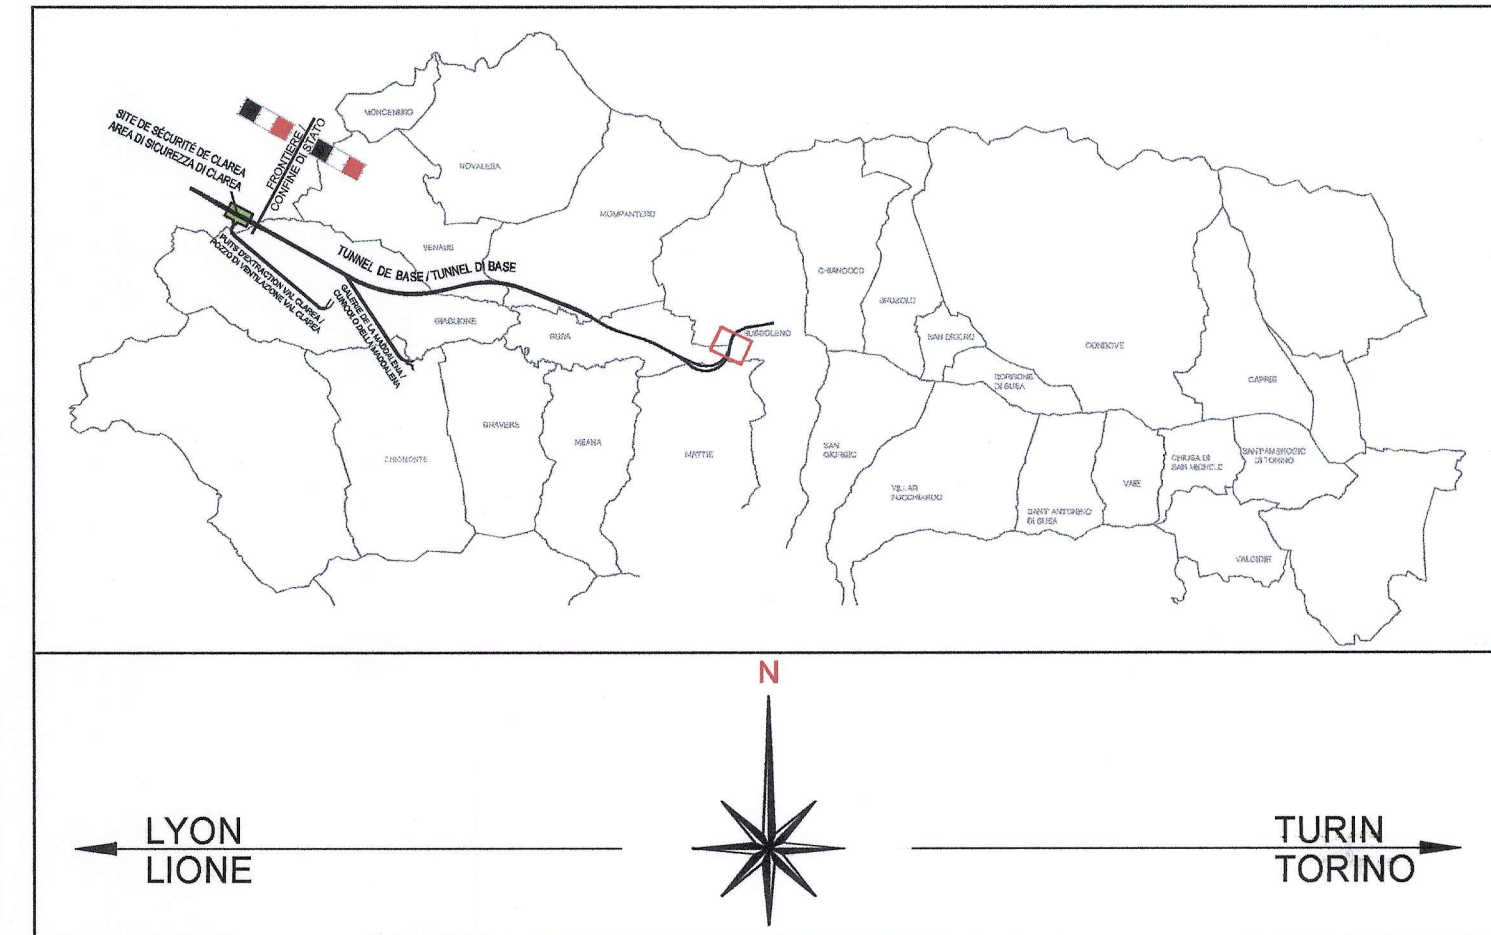 MONCENISIO
SITE DE SÉCURITÉ DE CLAREA
AREA DI SICUREZZA DI CLAREA
FRONTIERE /
CONFINE DI STATO
NOVALESA
MOMPANTERO
VENAUS
TUNNEL DE BASE / TUNNEL DI BASE
PUITS D'EXTRACTION VAL CLAREA /
POZZO DI VENTILAZIONE VAL CLAREA
GALERIE DE LA MADDALENA /
CUNICOLO DELLA MADDALENA
CHIANOCCO
BRUZOLO
GIAGLIONE
SUSA
BUSSOLENO
SAN DIDERO
CONDOVE
BORGONE
DI SUSA
CAPRIE
GRAVERE
MEANA
MATTIE
SAN
GIORIO
CHIOMONTE
CHIUSA DI
SAN MICHELE
SANT'AMBROGIO
DI TORINO
VILLAR
FOCCHIARDO
VAIE
SANT' ANTONINO
DI SUSA
N
LYON
LIONE
TURIN
TORINO